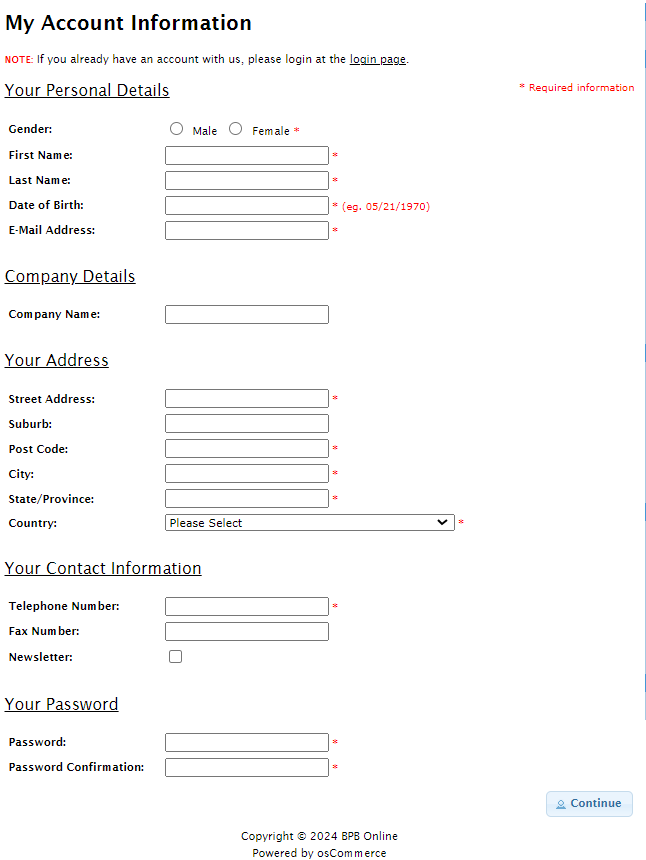 My Account Information
NOTE: If you already have an account with us, please login at the login page.
Your Personal Details * Required information
Gender: Male Female *
First Name: *
Last Name: *
Date of Birth: * (eg. 05/21/1970)
E-Mail Address: *
Company Details
Company Name:
Your Address
Street Address: *
Suburb:
Post Code: *
City: *
State/Province: *
Country: Please Select *
Your Contact Information
Telephone Number: *
Fax Number:
Newsletter:
Your Password
Password: *
Password Confirmation: *
Continue
Copyright © 2024 BPB Online
Powered by osCommerce